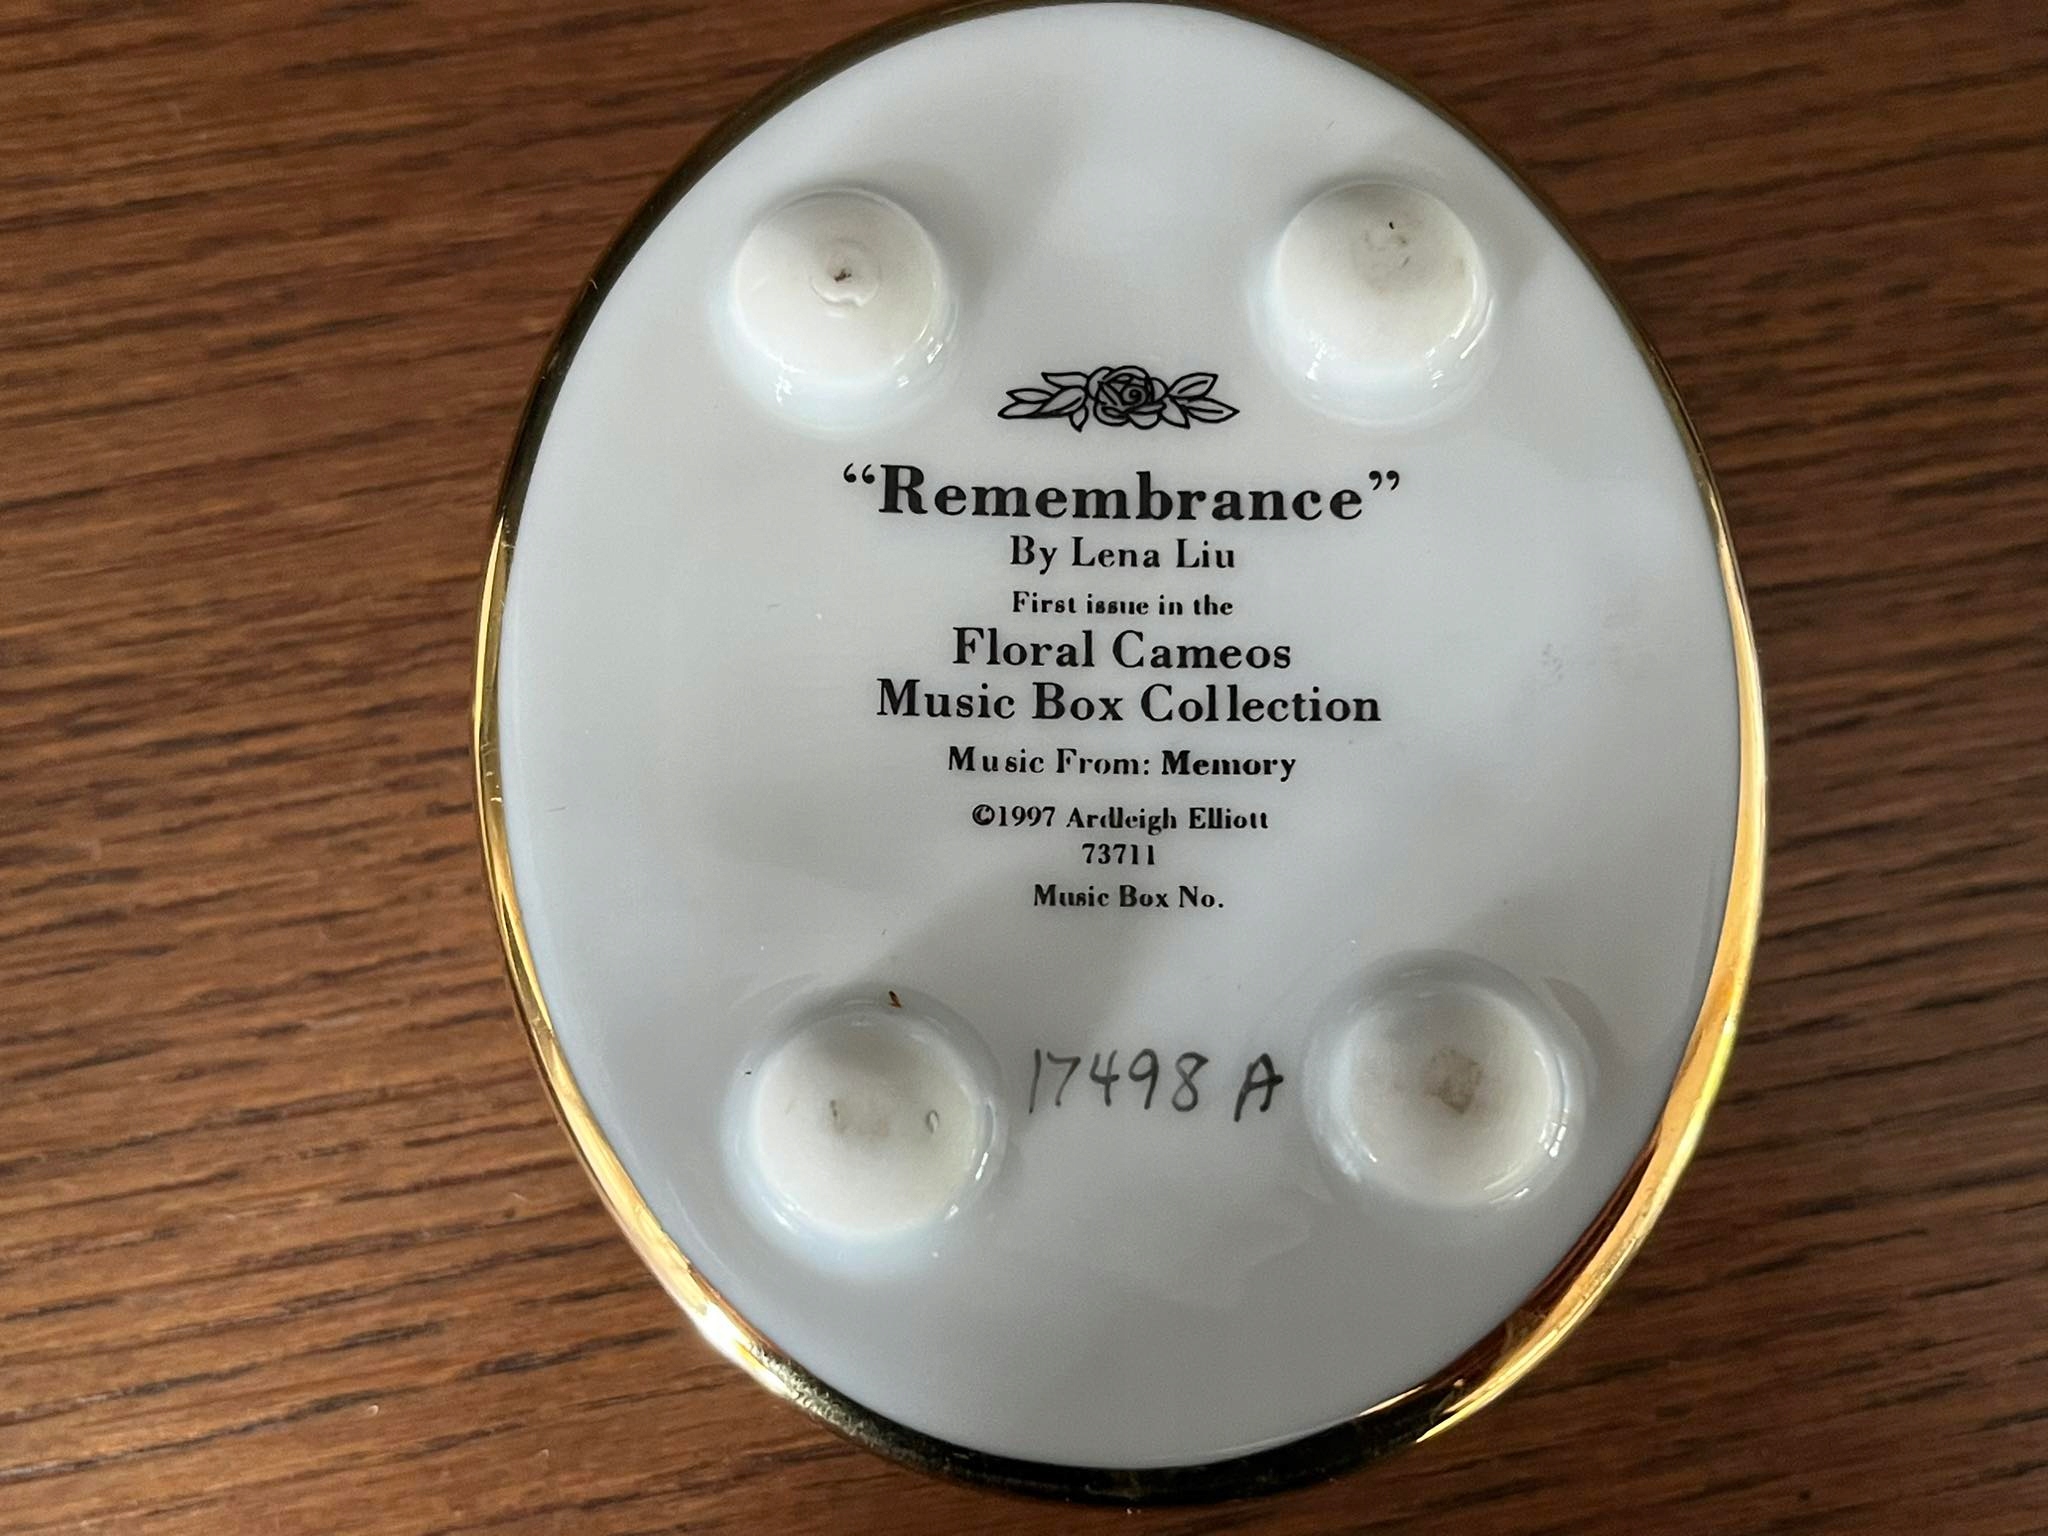 “Remembrance”
By Lena Liu
First issue in the
Floral Cameos
Music Box Collection
Music From: Memory
©1997 Ardleigh Elliott
73711
Music Box No.
17498 A